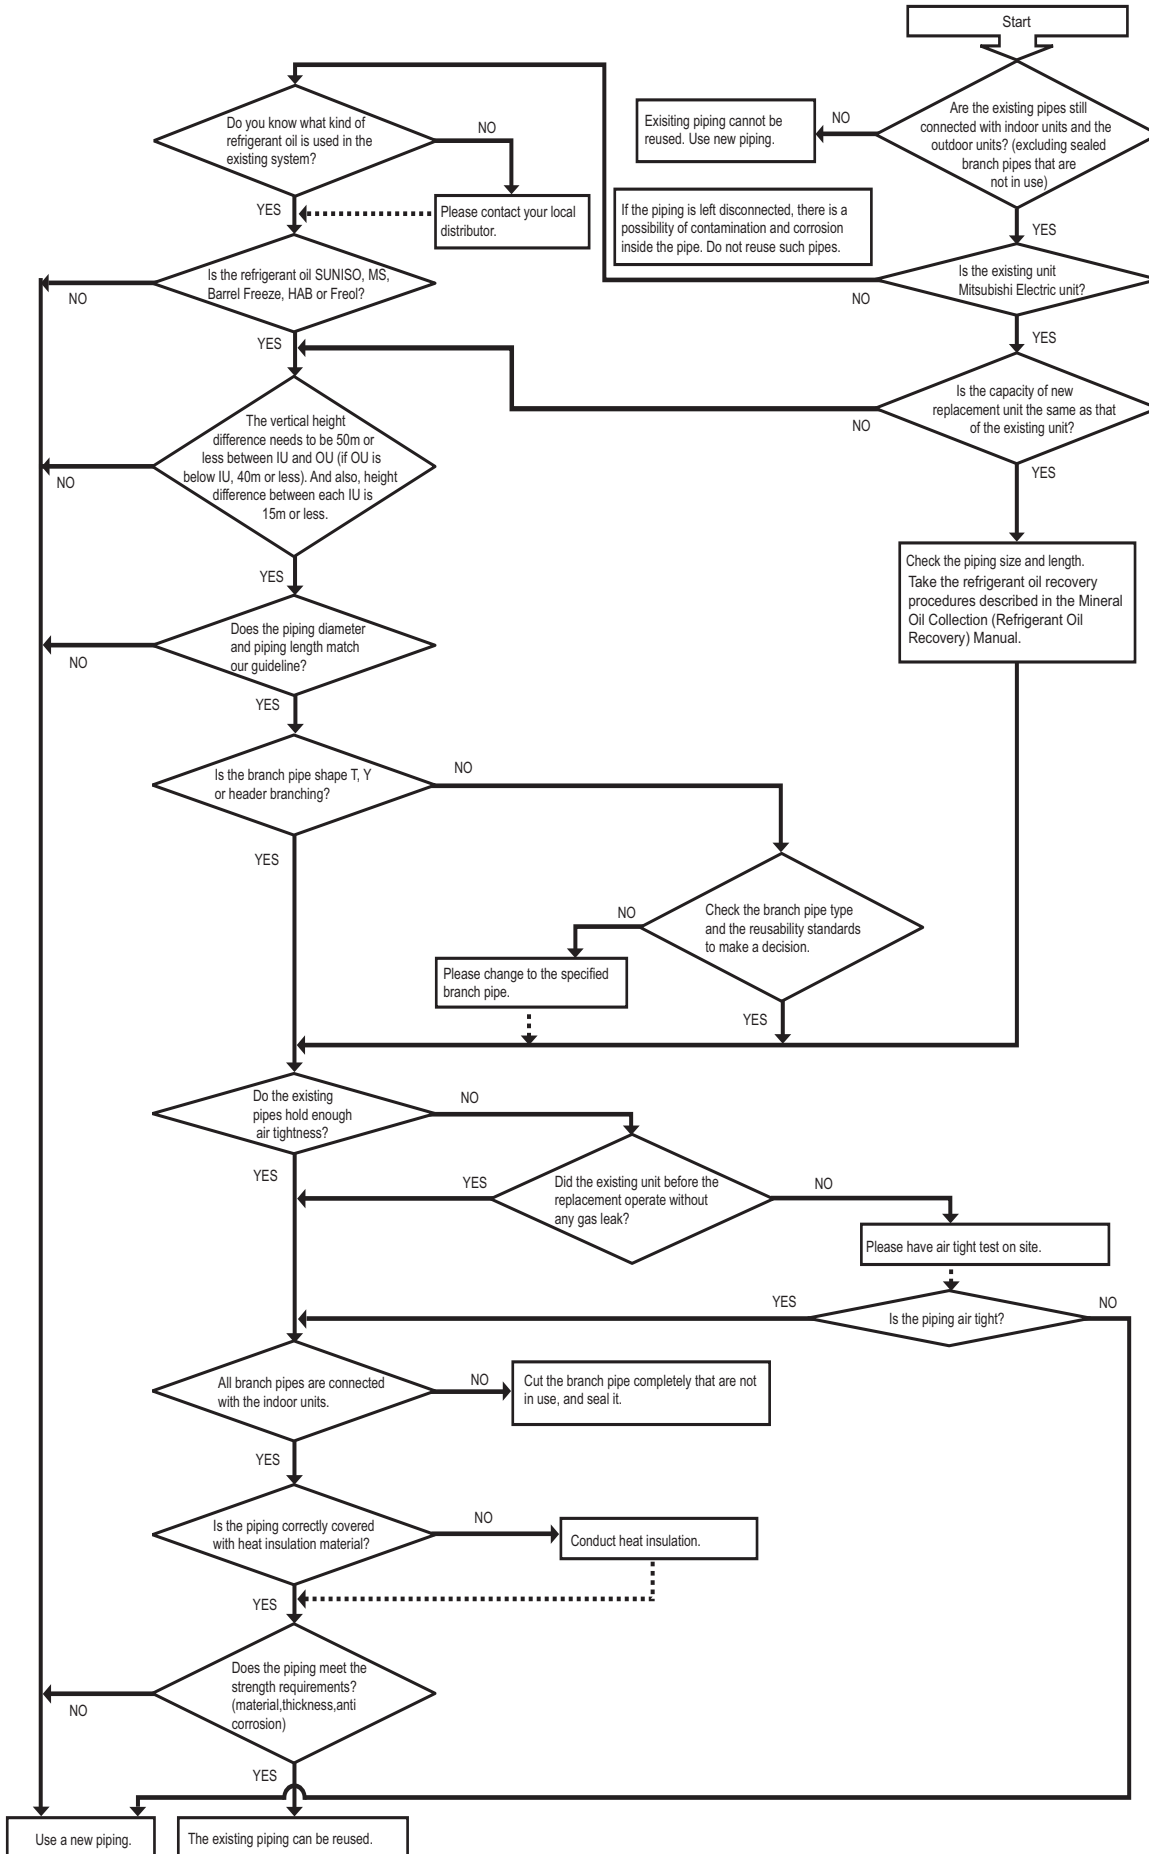 Start
Are the existing pipes still
connected with indoor units and the
outdoor units? (excluding sealed
branch pipes that are
not in use)
NO
Exisiting piping cannot be
reused. Use new piping.
If the piping is left disconnected, there is a
possibility of contamination and corrosion
inside the pipe. Do not reuse such pipes.
YES
Is the existing unit
Mitsubishi Electric unit?
NO
YES
Is the capacity of new
replacement unit the same as that
of the existing unit?
NO
YES
Check the piping size and length.
Take the refrigerant oil recovery
procedures described in the Mineral
Oil Collection (Refrigerant Oil
Recovery) Manual.
Do you know what kind of
refrigerant oil is used in the
existing system?
NO
YES
Please contact your local
distributor.
Is the refrigerant oil SUNISO, MS,
Barrel Freeze, HAB or Freol?
NO
YES
The vertical height
difference needs to be 50m or
less between IU and OU (if OU is
below IU, 40m or less). And also, height
difference between each IU is
15m or less.
NO
YES
Does the piping diameter
and piping length match
our guideline?
NO
YES
Is the branch pipe shape T, Y
or header branching?
NO
YES
Check the branch pipe type
and the reusability standards
to make a decision.
NO
Please change to the specified
branch pipe.
YES
Do the existing
pipes hold enough
air tightness?
NO
YES
Did the existing unit before the
replacement operate without
any gas leak?
YES
NO
Please have air tight test on site.
Is the piping air tight?
YES
NO
All branch pipes are connected
with the indoor units.
NO
Cut the branch pipe completely that are not
in use, and seal it.
YES
Is the piping correctly covered
with heat insulation material?
NO
Conduct heat insulation.
YES
Does the piping meet the
strength requirements?
(material,thickness,anti
corrosion)
NO
YES
Use a new piping.
The existing piping can be reused.